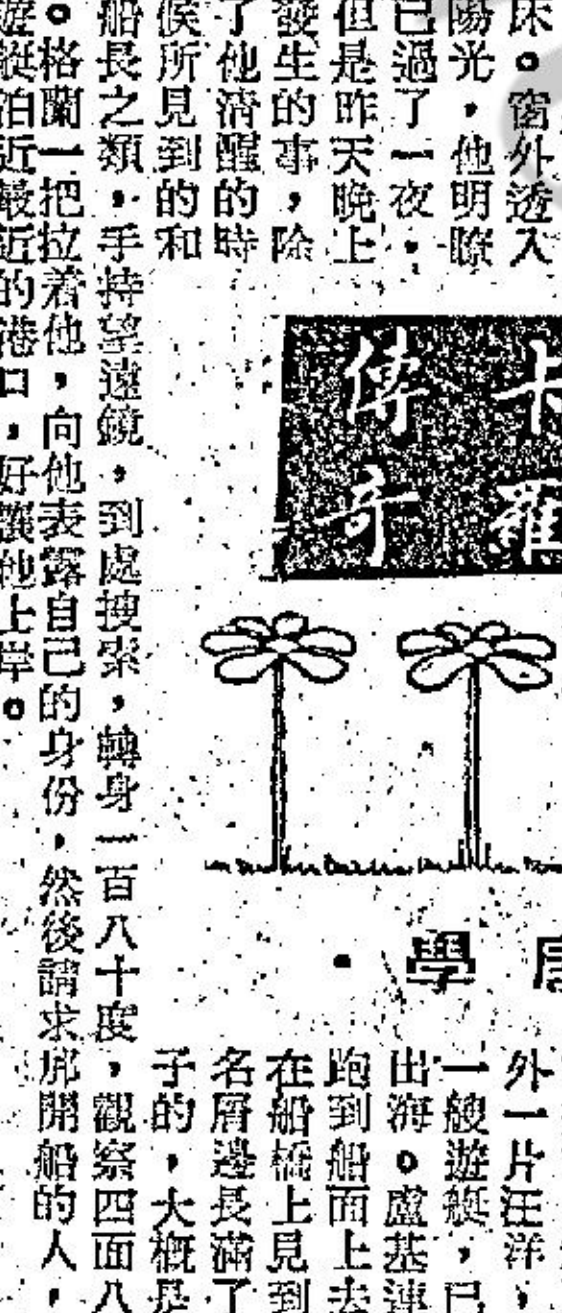 床。窗外透入
陽光,他明瞭
已過了一夜,
但是昨天晚上
發生的事,除
了他清醒的時
候所見到的和
卡羅
傳奇
學·
外一片汪洋,
一艘遊艇,已
出海。盧基連
跑到船面上去
在船橋上見到
名唇邊長滿了
子的,大概是
船長之類,手持望遠鏡,到處搜索,轉身一百八十度,觀察四面八
。格蘭一把拉着他,向他表露自己的身份,然後請求那開船的人,
遊艇泊近較近的港口,好讓他上岸。